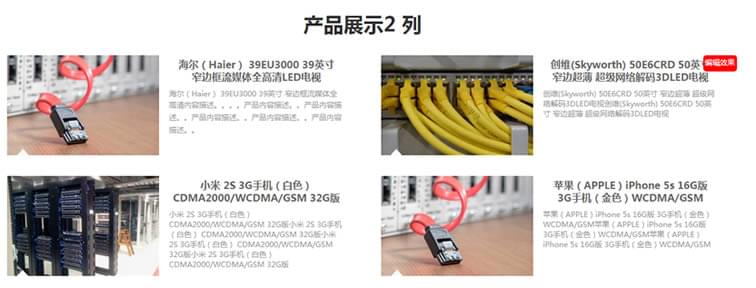 产品展示2 列
海尔（Haier） 39EU3000 39英寸
窄边框流媒体全高清LED电视
海尔（Haier） 39EU3000 39英寸 窄边框流媒体全
高清内容描述。。。。产品内容描述。。产品内容描
述。。产品内容描述。。产品内容描述。。产品内容
描述。。
创维(Skyworth) 50E6CRD 50英寸
编辑效果
窄边超薄 超级网络解码3DLED电视
创维(Skyworth) 50E6CRD 50英寸 窄边超薄 超级网
络解码3DLED电视创维(Skyworth) 50E6CRD 50英
寸 窄边超薄 超级网络解码3DLED电视
小米 2S 3G手机（白色）
CDMA2000/WCDMA/GSM 32G版
小米 2S 3G手机（白色）
CDMA2000/WCDMA/GSM 32G版小米 2S 3G手机
（白色） CDMA2000/WCDMA/GSM 32G版小米
2S 3G手机（白色） CDMA2000/WCDMA/GSM
32G版小米 2S 3G手机（白色）
CDMA2000/WCDMA/GSM 32G版
苹果（APPLE）iPhone 5s 16G版
3G手机（金色）WCDMA/GSM
苹果（APPLE）iPhone 5s 16G版 3G手机（金色）
WCDMA/GSM苹果（APPLE）iPhone 5s 16G版
3G手机（金色）WCDMA/GSM苹果（APPLE）
iPhone 5s 16G版 3G手机（金色）WCDMA/GSM